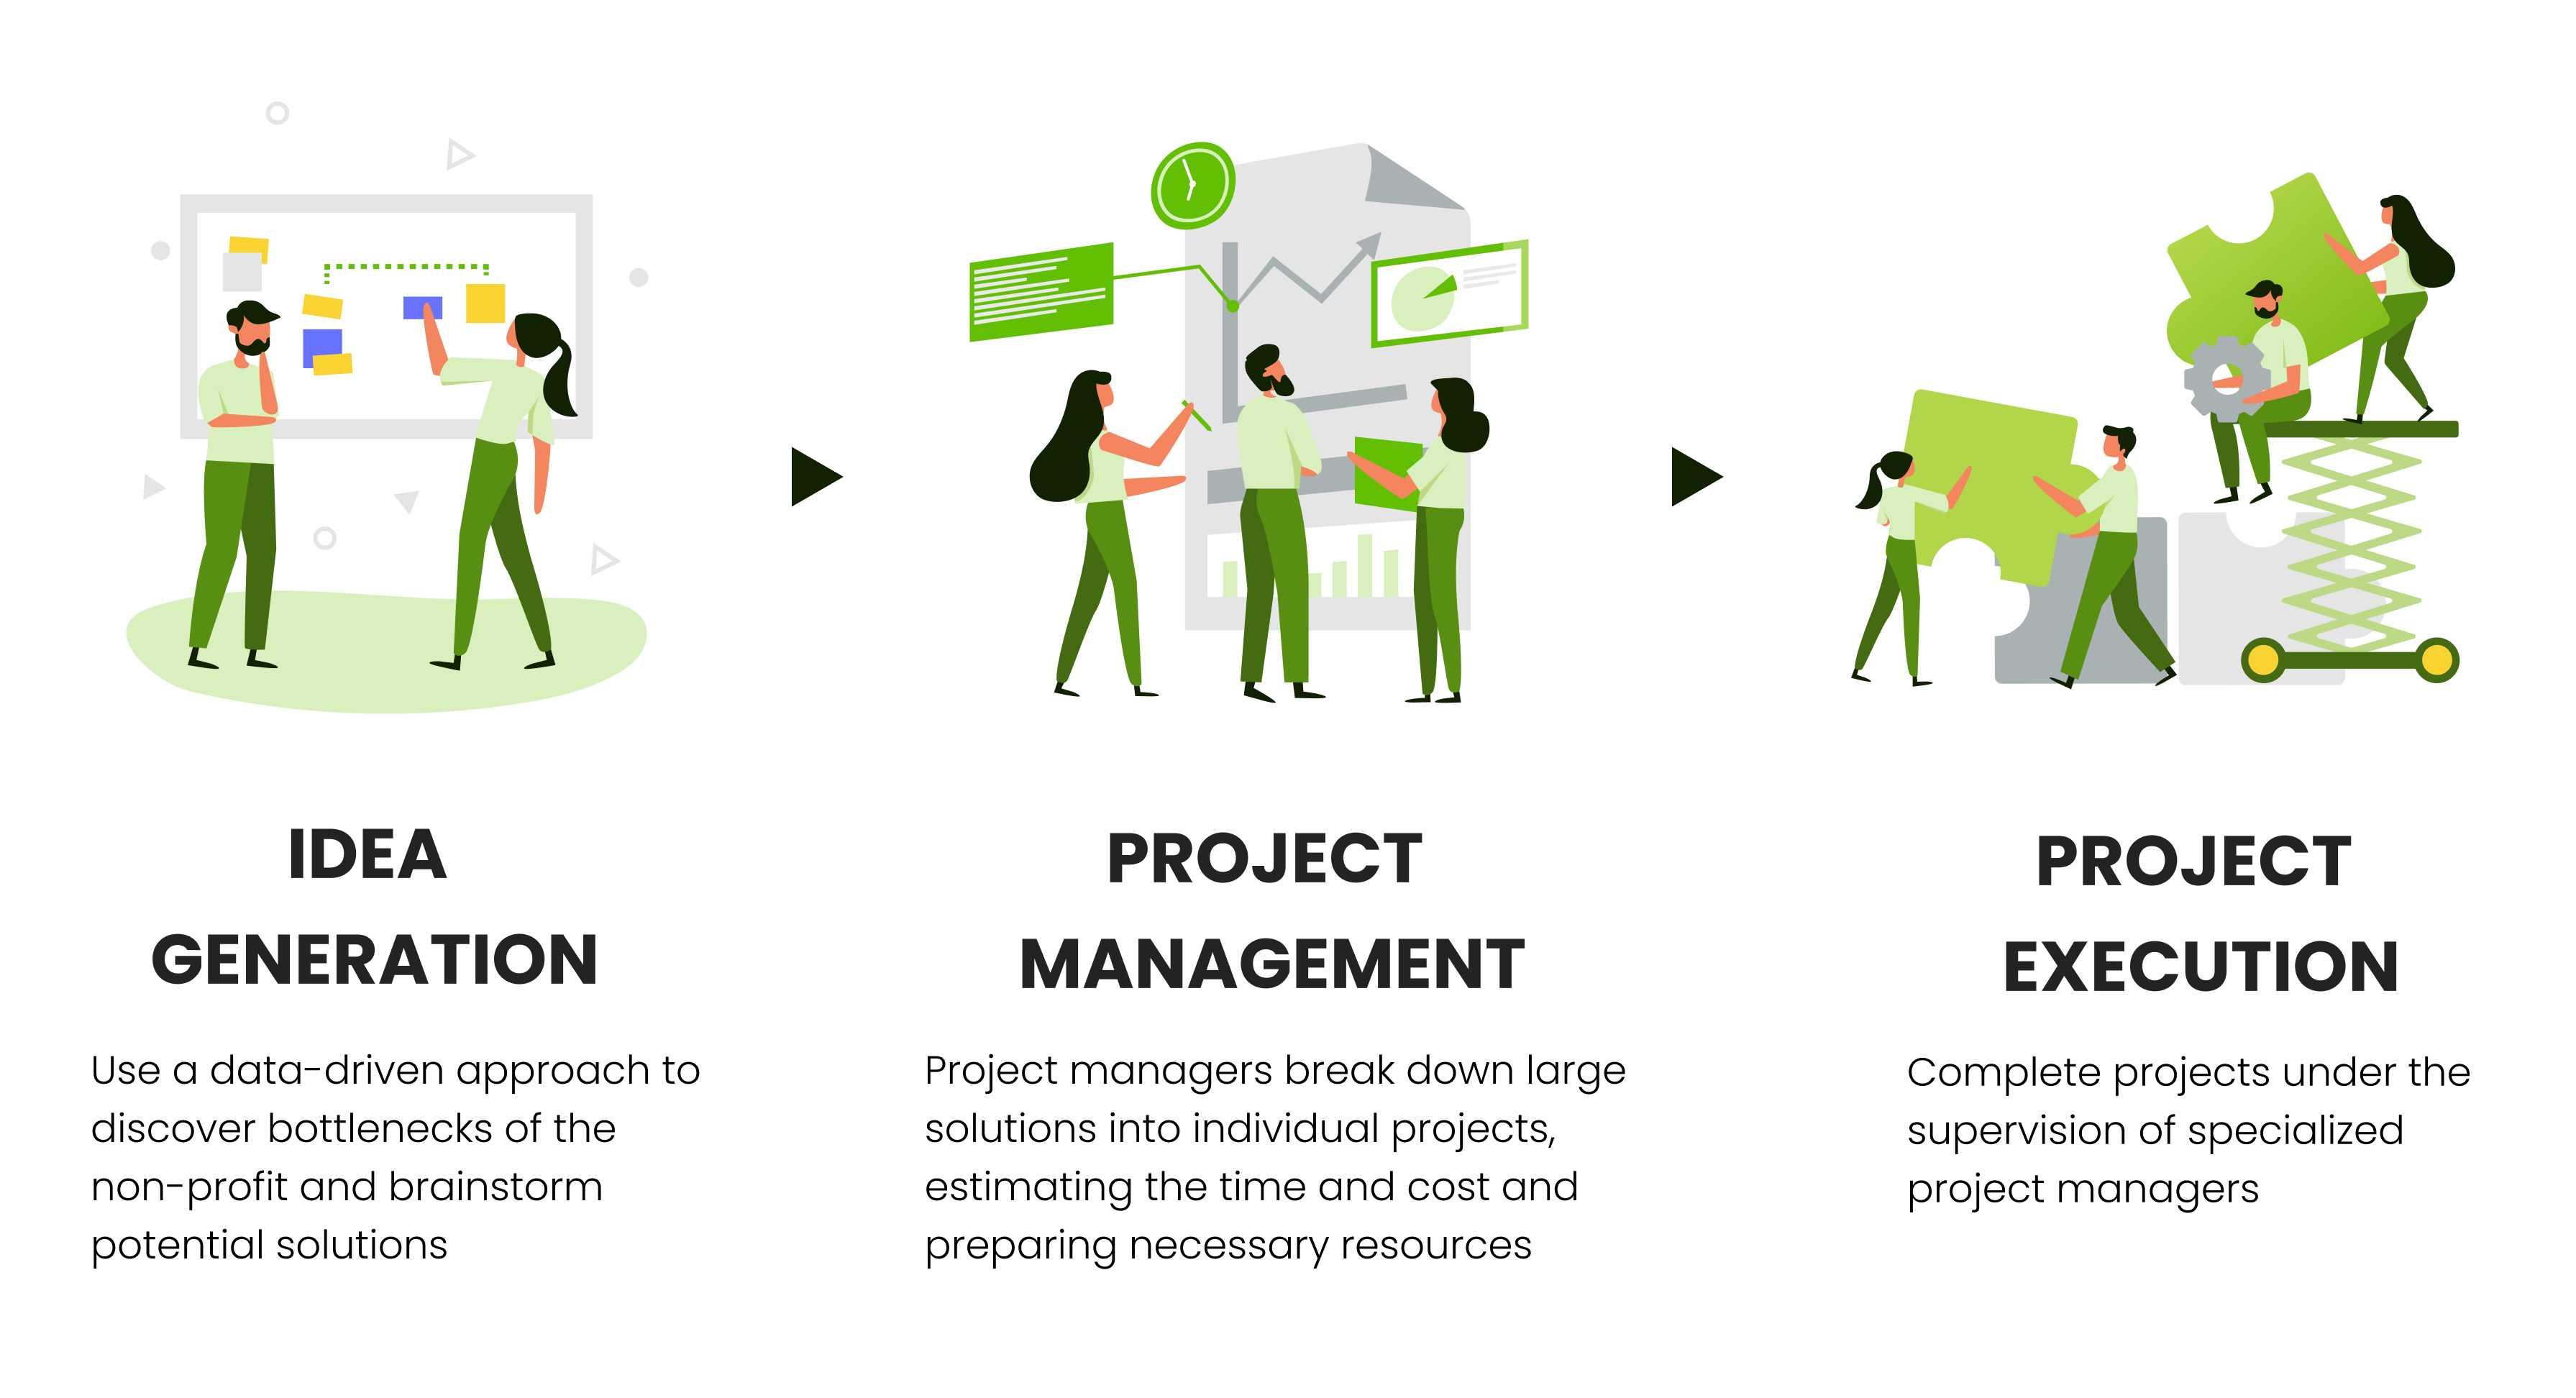 IDEA
GENERATION
Use a data-driven approach to
discover bottlenecks of the
non-profit and brainstorm
potential solutions
PROJECT
MANAGEMENT
Project managers break down large
solutions into individual projects,
estimating the time and cost and
preparing necessary resources
PROJECT
EXECUTION
Complete projects under the
supervision of specialized
project managers